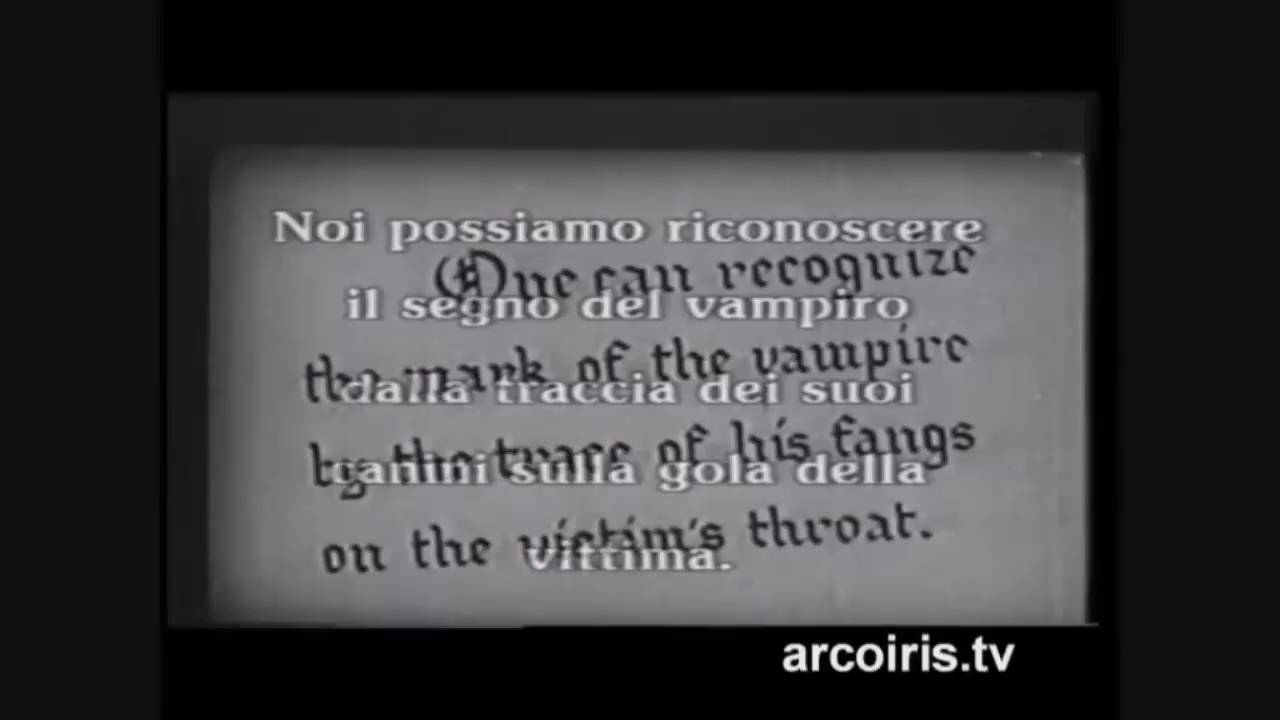 Noi possiamo riconoscere
One can recognize
il segno del vampiro
the mark of the vampire
dalla traccia dei suoi
by the trace of his fangs
canini sulla gola della
on the victim's throat.
vittima.
arcoiris.tv